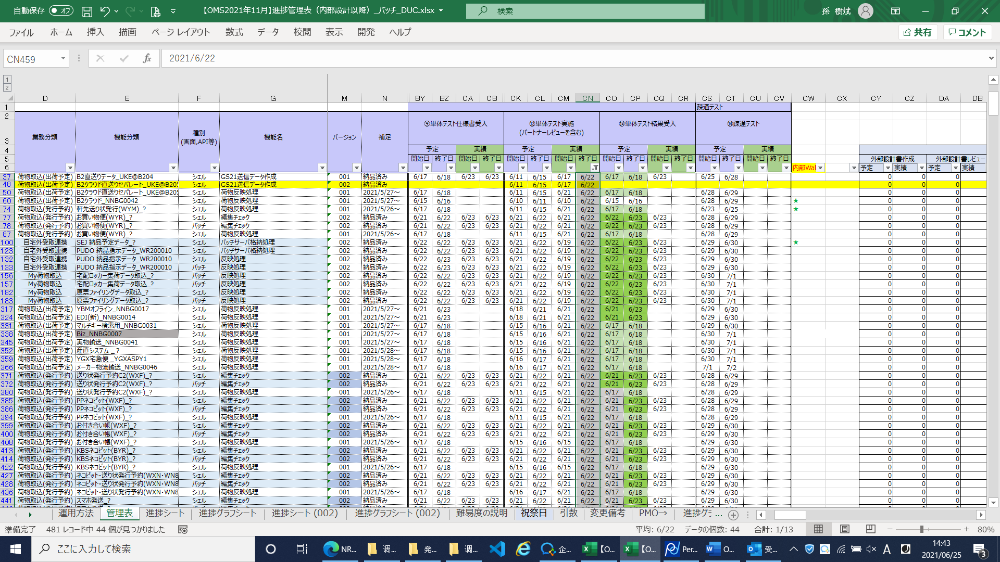 自動保存 オフ 【OMS2021年11月】進捗管理表（内部設計以降）_バッチ_DUC.xlsx 検索 孫 樹斌
ファイル ホーム 挿入 描画 ページ レイアウト 数式 データ 校閲 表示 開発 ヘルプ 共有 コメント
CN459 fx 2021/6/22
1
2
D E F G M N BY BZ CA CB CK CL CM CN CO CP CQ CR CS CT CU CV CW CX CY CZ DA DB
1 疎通テスト
2 ⑨単体テスト仕様書受入 ⑫単体テスト実施 ⑬単体テスト結果受入 ⑭疎通テスト
(パートナーレビューを含む)
3 業務分類 機能分類 種別 機能名 バージョン 補足
(画面,API等)
4 予定 実績 予定 実績 予定 実績 予定 実績
5 開始日 終了日 開始日 終了日 開始日 終了日 開始日 終了日 開始日 終了日 開始日 終了日 開始日 終了日 開始日 終了日 外部設計書作成 外部設計書レビュー
6 内部Wal 予定 実績 予定 実績
37 荷物取込(出荷予定) B2直送りデータ_UKE@B204 シェル GS21送信データ作成 001 納品済み 6/17 6/18 6/23 6/11 6/15 6/17 6/22 6/17 6/18 6/23 6/25 6/28 0 0 0
48 荷物取込(出荷予定) B2クラウド直送りセパレート_UKE@B205 シェル GS21送信データ作成 002 納品済み 6/11 6/15 6/17 6/22 0 0 0
50 荷物取込(出荷予定) B2クラウド直送りセパレート_UKE@B205 シェル 荷物反映処理 001 2021/5/27～ 6/17 6/18 6/11 6/15 6/21 6/22 6/17 6/18 6/28 6/29 0 0 0
60 荷物取込(出荷予定) B2クラウド_NNBG0042 シェル 荷物反映処理 001 2021/5/27～ 6/15 6/16 6/10 6/11 6/10 6/22 6/15 6/16 6/28 6/29 ★ 0 0 0
74 荷物取込(発行予約) 軒先送り状発行(WYM)_? シェル 荷物反映処理 001 2021/5/26～ 6/17 6/18 6/11 6/15 6/21 6/22 6/17 6/18 6/23 6/25 ★ 0 0 0
77 荷物取込(発行予約) お買い物便(WYR)_? シェル 編集チェック 002 納品済み 6/21 6/22 6/23 6/23 6/21 6/22 6/21 6/22 6/22 6/23 6/23 6/28 6/29 0 0 0
78 荷物取込(発行予約) お買い物便(WYR)_? バッチ 編集チェック 002 納品済み 6/21 6/22 6/23 6/23 6/21 6/22 6/21 6/22 6/22 6/23 6/23 6/28 6/29 0 0 0
87 荷物取込(発行予約) お買い物便(WYR)_? シェル 荷物反映処理 001 2021/5/26～ 6/17 6/18 6/11 6/15 6/21 6/22 6/17 6/18 6/28 6/29 0 0 0
100 自宅外受取連携 SEJ 納品予定データ_? シェル バッチサーバ格納処理 002 納品済み 6/22 6/22 6/23 6/23 6/21 6/22 6/19 6/22 6/22 6/23 6/23 6/29 6/30 ★ 0 0 0
123 自宅外受取連携 PUDO 納品指示データ_WR200010 シェル バッチサーバ格納処理 002 納品済み 6/22 6/22 6/23 6/23 6/21 6/22 6/19 6/22 6/22 6/23 6/23 6/29 6/30 0 0 0
132 自宅外受取連携 PUDO 納品指示データ_WR200010 シェル 反映処理 002 納品済み 6/22 6/23 6/23 6/23 6/21 6/22 6/19 6/22 6/22 6/23 6/23 6/29 6/30 0 0 0
133 自宅外受取連携 PUDO 納品指示データ_WR200010 バッチ 反映処理 002 納品済み 6/22 6/23 6/23 6/23 6/21 6/22 6/19 6/22 6/22 6/23 6/23 6/29 6/30 0 0 0
156 My荷物取込 宅配ロッカー集荷データ取込_? バッチ 反映処理 002 納品済み 6/22 6/22 6/23 6/23 6/21 6/22 6/19 6/22 6/22 6/23 6/23 6/30 7/1 0 0 0
157 My荷物取込 宅配ロッカー集荷データ取込_? バッチ 反映処理 002 納品済み 6/22 6/22 6/23 6/23 6/21 6/22 6/19 6/22 6/22 6/23 6/23 6/30 7/1 0 0 0
182 My荷物取込 原票ファイリングデータ取込_? シェル 反映処理 002 納品済み 6/22 6/22 6/23 6/23 6/21 6/22 6/19 6/22 6/22 6/23 6/23 6/30 7/1 0 0 0
183 My荷物取込 原票ファイリングデータ取込_? バッチ 反映処理 002 納品済み 6/22 6/22 6/23 6/23 6/21 6/22 6/19 6/22 6/22 6/23 6/23 6/30 7/1 0 0 0
317 荷物取込(出荷予定) YBMオフライン_NNBG0017 シェル 荷物反映処理 001 2021/5/27～ 6/21 6/23 6/18 6/21 6/21 6/22 6/21 6/23 6/29 6/30 0 0 0
324 荷物取込(出荷予定) EDI(新)_NNBG0014 シェル 荷物反映処理 001 2021/5/27～ 6/21 6/23 6/18 6/21 6/21 6/22 6/21 6/23 6/29 6/30 0 0 0
331 荷物取込(出荷予定) マルチキー検索用_NNBG0031 シェル 荷物反映処理 001 2021/5/27～ 6/17 6/18 6/15 6/16 6/21 6/22 6/17 6/18 6/29 6/30 0 0 0
338 荷物取込(出荷予定) Biz_NNBG0007 シェル 荷物反映処理 001 2021/5/27～ 6/17 6/18 6/15 6/16 6/21 6/22 6/17 6/18 6/30 7/1 0 0 0
345 荷物取込(出荷予定) 実物輸送_NNBG0041 シェル 荷物反映処理 001 2021/5/27～ 6/17 6/18 6/15 6/16 6/21 6/22 6/17 6/18 6/30 7/1 0 0 0
352 荷物取込(出荷予定) 産直システム _ ? シェル 荷物反映処理 001 2021/5/28～ 6/17 6/18 6/15 6/16 6/21 6/22 6/17 6/18 6/30 7/1 0 0 0
359 荷物取込(出荷予定) YGX宅急便 _YGXASPY1 シェル 荷物反映処理 001 2021/5/28～ 6/17 6/18 6/16 6/17 6/21 6/22 6/17 6/18 6/30 7/1 0 0 0
366 荷物取込(出荷予定) メーカー物流輸送_NNBG0046 シェル 荷物反映処理 001 2021/5/28～ 6/17 6/18 6/16 6/17 6/21 6/22 6/17 6/18 7/1 7/2 0 0 0
371 荷物取込(発行予約) 送り状発行予約C2(WXF)_? シェル 編集チェック 002 納品済み 6/21 6/22 6/23 6/23 6/21 6/22 6/21 6/22 6/21 6/23 6/23 6/28 6/29 0 0 0
372 荷物取込(発行予約) 送り状発行予約C2(WXF)_? バッチ 編集チェック 002 納品済み 6/21 6/22 6/23 6/23 6/21 6/22 6/21 6/22 6/21 6/23 6/23 6/28 6/29 0 0 0
380 荷物取込(発行予約) 送り状発行予約C2(WXF)_? シェル 荷物反映処理 001 2021/5/26～ 6/17 6/18 6/11 6/15 6/21 6/22 6/17 6/18 6/28 6/29 0 0 0
385 荷物取込(発行予約) PPネコピット(WXF)_? シェル 編集チェック 002 納品済み 6/21 6/22 6/23 6/23 6/21 6/22 6/21 6/22 6/21 6/23 6/23 6/28 6/29 0 0 0
386 荷物取込(発行予約) PPネコピット(WXF)_? バッチ 編集チェック 002 納品済み 6/21 6/22 6/23 6/23 6/21 6/22 6/21 6/22 6/21 6/23 6/23 6/28 6/29 0 0 0
394 荷物取込(発行予約) PPネコピット(WXF)_? シェル 荷物反映処理 001 2021/5/26～ 6/17 6/18 6/11 6/15 6/21 6/22 6/17 6/18 6/28 6/29 0 0 0
399 荷物取込(発行予約) お付き合い帳(WXF)_? シェル 編集チェック 002 納品済み 6/21 6/22 6/23 6/23 6/21 6/22 6/21 6/22 6/21 6/23 6/23 6/29 6/30 0 0 0
400 荷物取込(発行予約) お付き合い帳(WXF)_? バッチ 編集チェック 002 納品済み 6/21 6/22 6/23 6/23 6/21 6/22 6/21 6/22 6/21 6/23 6/23 6/29 6/30 0 0 0
408 荷物取込(発行予約) お付き合い帳(WXF)_? シェル 荷物反映処理 001 2021/5/26～ 6/17 6/18 6/15 6/16 6/15 6/22 6/17 6/18 6/29 6/30 0 0 0
413 荷物取込(発行予約) KBSネコピット(BYR)_? シェル 編集チェック 002 納品済み 6/21 6/22 6/23 6/23 6/21 6/22 6/21 6/22 6/21 6/23 6/23 6/29 6/30 0 0 0
414 荷物取込(発行予約) KBSネコピット(BYR)_? バッチ 編集チェック 002 納品済み 6/21 6/22 6/23 6/23 6/21 6/22 6/21 6/22 6/21 6/23 6/23 6/29 6/30 0 0 0
422 荷物取込(発行予約) KBSネコピット(BYR)_? シェル 荷物反映処理 001 2021/5/26～ 6/17 6/18 6/15 6/16 6/15 6/22 6/17 6/18 6/29 6/30 0 0 0
427 荷物取込(発行予約) ネコピット・送り状発行予約(WXN・WN8 シェル 編集チェック 002 納品済み 6/21 6/22 6/23 6/23 6/21 6/22 6/21 6/22 6/21 6/23 6/23 6/29 6/30 0 0 0
428 荷物取込(発行予約) ネコピット・送り状発行予約(WXN・WN8 バッチ 編集チェック 002 納品済み 6/21 6/22 6/23 6/23 6/21 6/22 6/21 6/22 6/21 6/23 6/23 6/29 6/30 0 0 0
436 荷物取込(発行予約) ネコピット・送り状発行予約(WXN・WN8 シェル 荷物反映処理 001 2021/5/26～ 6/17 6/18 6/16 6/17 6/21 6/22 6/17 6/18 6/29 6/30 0 0 0
441 荷物取込(発行予約) スマホ発送_? シェル 編集チェック 002 納品済み 6/21 6/22 6/23 6/23 6/21 6/22 6/21 6/22 6/21 6/23 6/23 6/29 6/30 0 0 0
運用方法 管理表 進捗シート 進捗グラフシート 進捗シート (002) 進捗グラフシート (002) 難易度の説明 祝祭日 引数 変更備考 PMO→ 進捗グラ ...
準備完了 481 レコード中 44 個が見つかりました 平均: 6/22 データの個数: 44 合計: 1/13 80%
ここに入力して検索 NR... 调... 発... 调... 企... 【O... 【O... Per... O... 受... A 14:43
2021/06/25 3